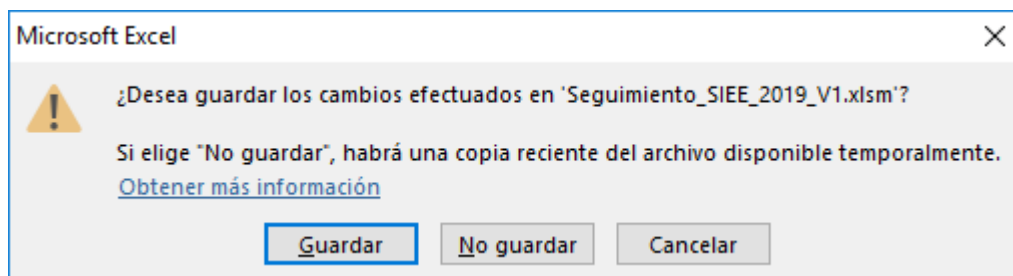 Microsoft Excel
¿Desea guardar los cambios efectuados en 'Seguimiento_SIEE_2019_V1.xlsm'?
Si elige "No guardar", habrá una copia reciente del archivo disponible temporalmente.
Obtener más información
Guardar No guardar Cancelar